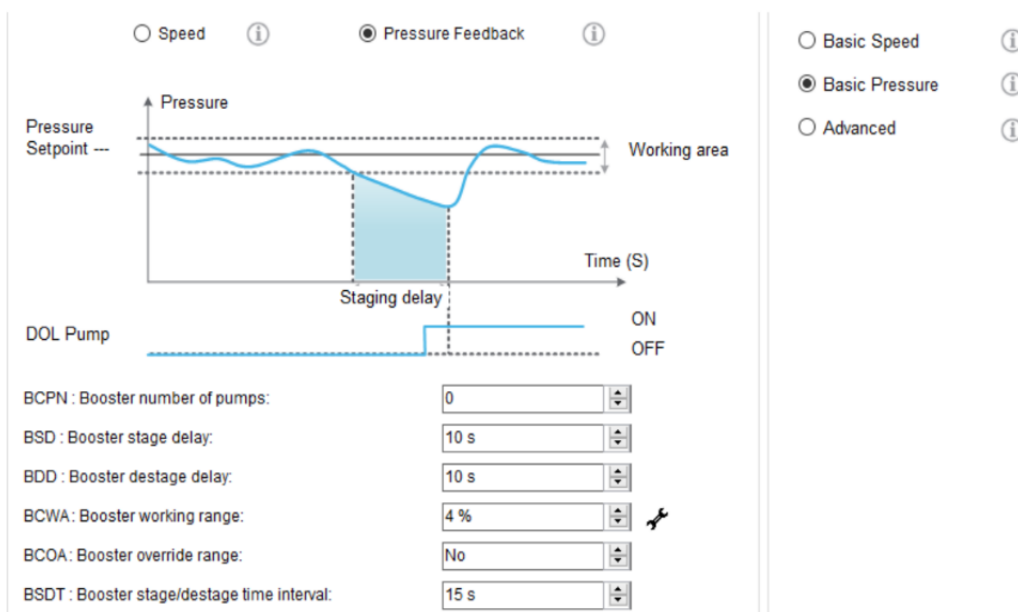 Speed
Pressure Feedback
Basic Speed
Basic Pressure
Advanced
Pressure
Pressure
Setpoint ---
Working area
Time (S)
Staging delay
DOL Pump
ON
OFF
BCPN : Booster number of pumps: 0
BSD : Booster stage delay: 10 s
BDD : Booster destage delay: 10 s
BCWA: Booster working range: 4 %
BCOA: Booster override range: No
BSDT : Booster stage/destage time interval: 15 s